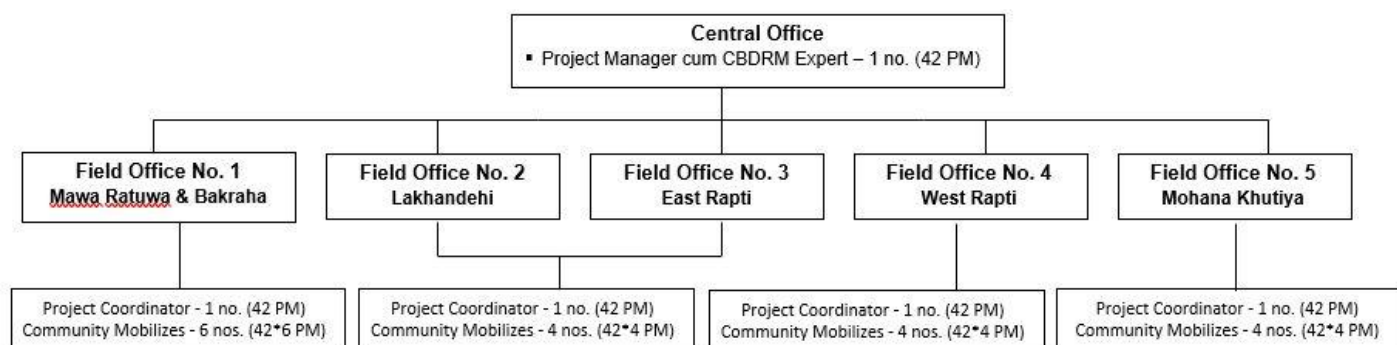 Central Office
▪ Project Manager cum CBDRM Expert – 1 no. (42 PM)
Field Office No. 1
Mawa Ratuwa & Bakraha
Field Office No. 2
Lakhandehi
Field Office No. 3
East Rapti
Field Office No. 4
West Rapti
Field Office No. 5
Mohana Khutiya
Project Coordinator - 1 no. (42 PM)
Community Mobilizes - 6 nos. (42*6 PM)
Project Coordinator - 1 no. (42 PM)
Community Mobilizes - 4 nos. (42*4 PM)
Project Coordinator - 1 no. (42 PM)
Community Mobilizes - 4 nos. (42*4 PM)
Project Coordinator - 1 no. (42 PM)
Community Mobilizes - 4 nos. (42*4 PM)